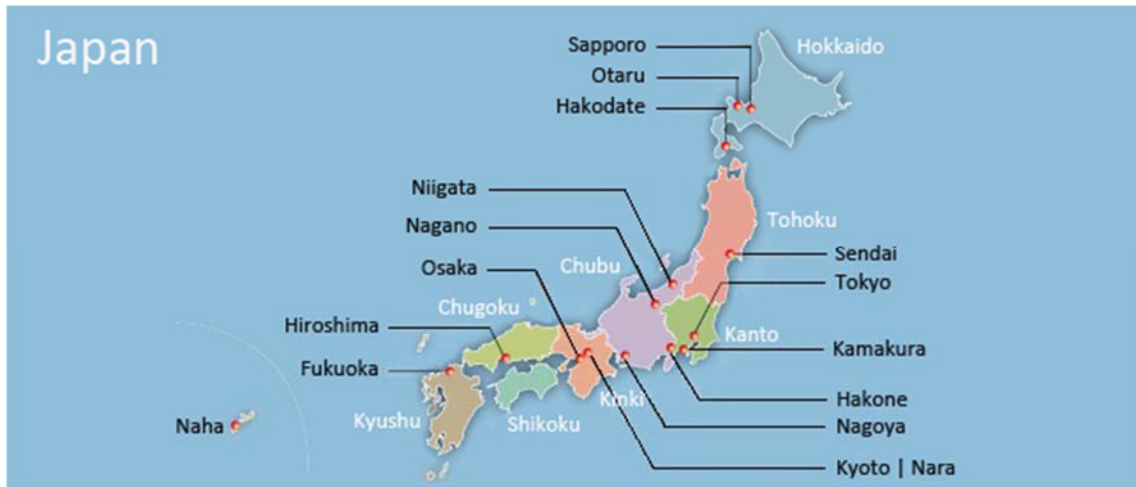 Japan
Sapporo
Hokkaido
Otaru
Hakodate
Niigata
Tohoku
Nagano
Sendai
Osaka
Chubu
Tokyo
Chugoku
Hiroshima
Kanto
Kamakura
Fukuoka
Kinki
Hakone
Kyushu
Shikoku
Naha
Nagoya
Kyoto | Nara